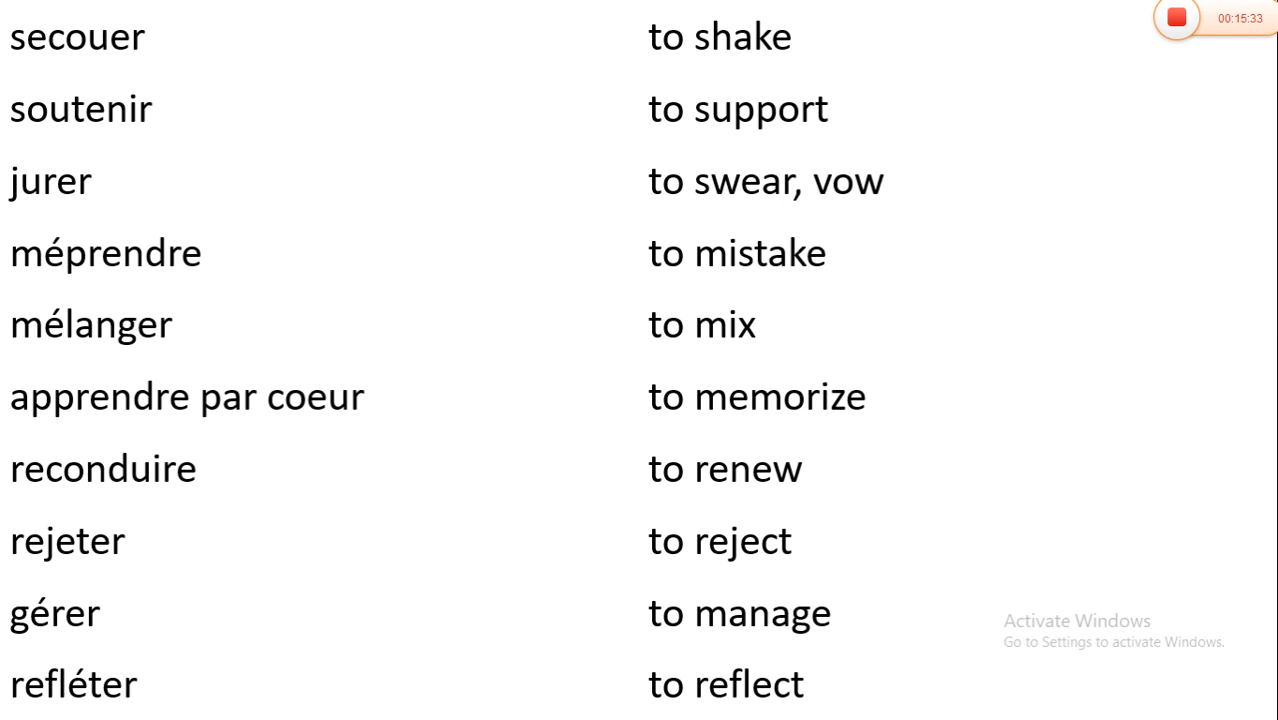 secouer to shake
00:15:33
soutenir to support
jurer to swear, vow
méprendre to mistake
mélanger to mix
apprendre par coeur to memorize
reconduire to renew
rejeter to reject
gérer to manage
Activate Windows
Go to Settings to activate Windows.
refléter to reflect